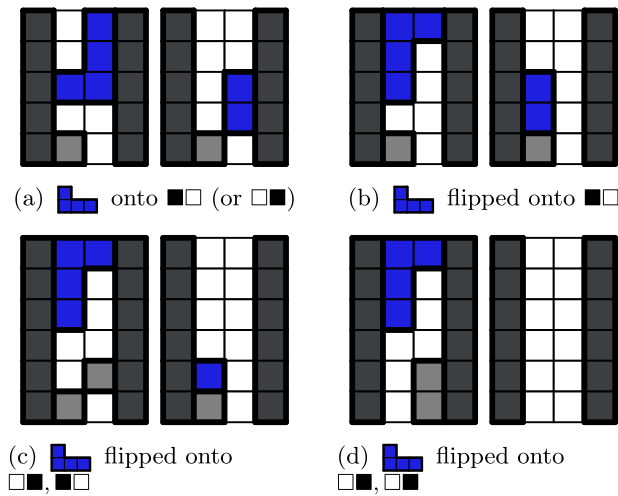 (a) onto (or )
(b) flipped onto
(c) flipped onto
,
(d) flipped onto
,